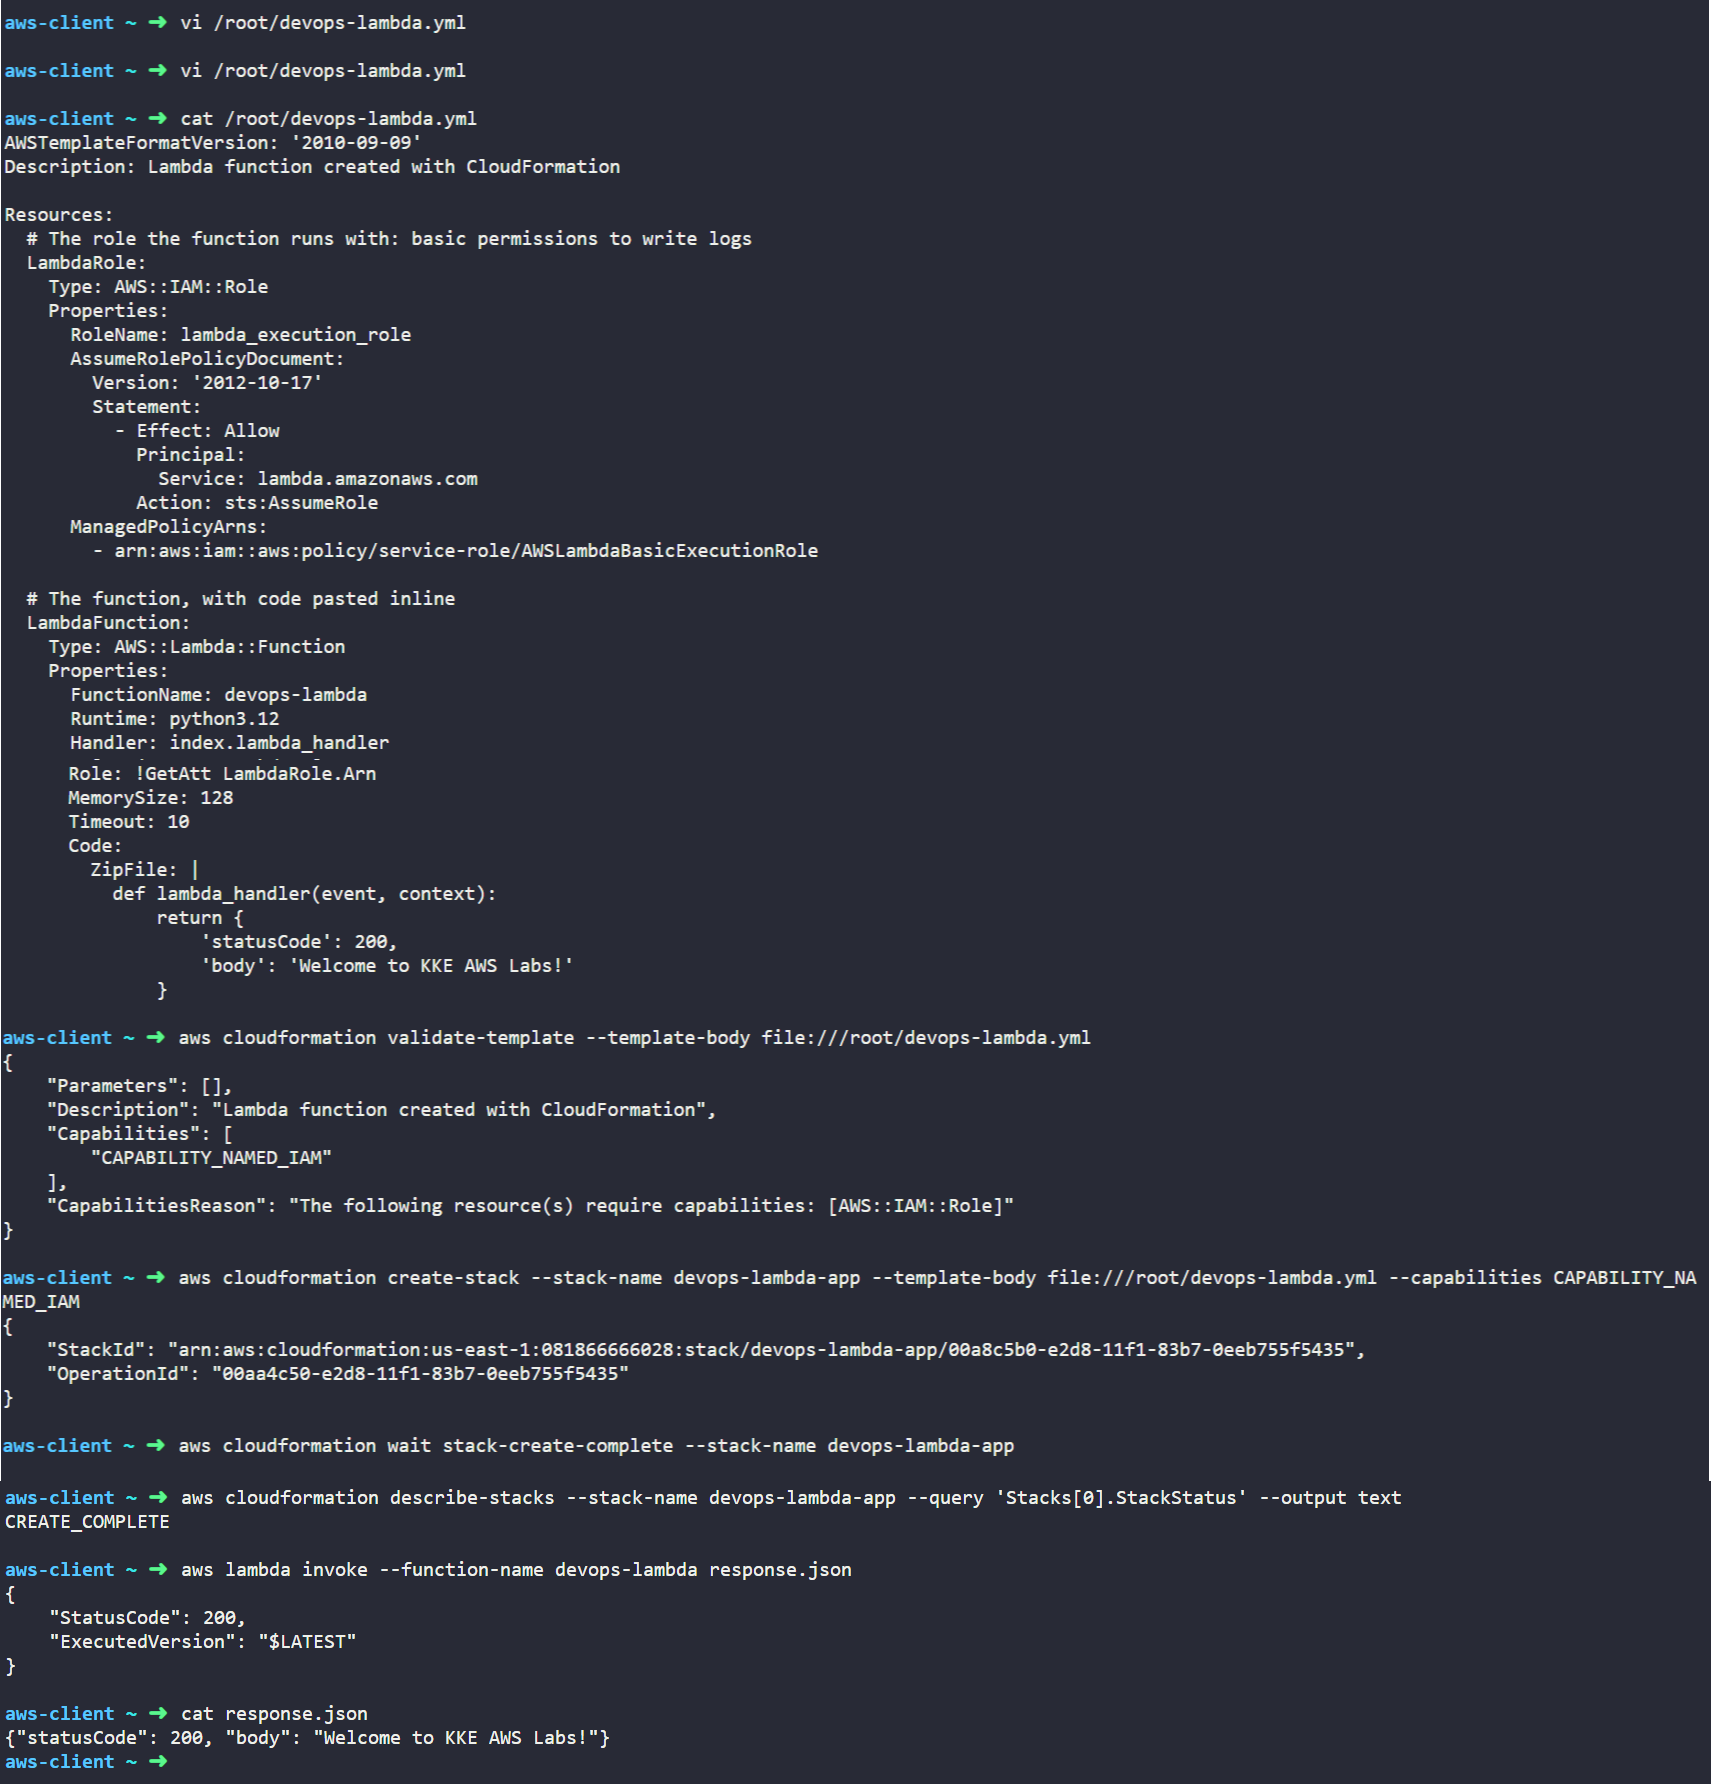 aws-client ~ ➜ vi /root/devops-lambda.yml
aws-client ~ ➜ vi /root/devops-lambda.yml
aws-client ~ ➜ cat /root/devops-lambda.yml
AWSTemplateFormatVersion: '2010-09-09'
Description: Lambda function created with CloudFormation
Resources:
  # The role the function runs with: basic permissions to write logs
  LambdaRole:
    Type: AWS::IAM::Role
    Properties:
      RoleName: lambda_execution_role
      AssumeRolePolicyDocument:
        Version: '2012-10-17'
        Statement:
          - Effect: Allow
            Principal:
              Service: lambda.amazonaws.com
            Action: sts:AssumeRole
      ManagedPolicyArns:
        - arn:aws:iam::aws:policy/service-role/AWSLambdaBasicExecutionRole
  # The function, with code pasted inline
  LambdaFunction:
    Type: AWS::Lambda::Function
    Properties:
      FunctionName: devops-lambda
      Runtime: python3.12
      Handler: index.lambda_handler
      Role: !GetAtt LambdaRole.Arn
      MemorySize: 128
      Timeout: 10
      Code:
        ZipFile: |
          def lambda_handler(event, context):
              return {
                  'statusCode': 200,
                  'body': 'Welcome to KKE AWS Labs!'
              }
aws-client ~ ➜ aws cloudformation validate-template --template-body file:///root/devops-lambda.yml
{
    "Parameters": [],
    "Description": "Lambda function created with CloudFormation",
    "Capabilities": [
        "CAPABILITY_NAMED_IAM"
    ],
    "CapabilitiesReason": "The following resource(s) require capabilities: [AWS::IAM::Role]"
}
aws-client ~ ➜ aws cloudformation create-stack --stack-name devops-lambda-app --template-body file:///root/devops-lambda.yml --capabilities CAPABILITY_NA
MED_IAM
{
    "StackId": "arn:aws:cloudformation:us-east-1:081866666028:stack/devops-lambda-app/00a8c5b0-e2d8-11f1-83b7-0eeb755f5435",
    "OperationId": "00aa4c50-e2d8-11f1-83b7-0eeb755f5435"
}
aws-client ~ ➜ aws cloudformation wait stack-create-complete --stack-name devops-lambda-app
aws-client ~ ➜ aws cloudformation describe-stacks --stack-name devops-lambda-app --query 'Stacks[0].StackStatus' --output text
CREATE_COMPLETE
aws-client ~ ➜ aws lambda invoke --function-name devops-lambda response.json
{
    "StatusCode": 200,
    "ExecutedVersion": "$LATEST"
}
aws-client ~ ➜ cat response.json
{"statusCode": 200, "body": "Welcome to KKE AWS Labs!"}
aws-client ~ ➜